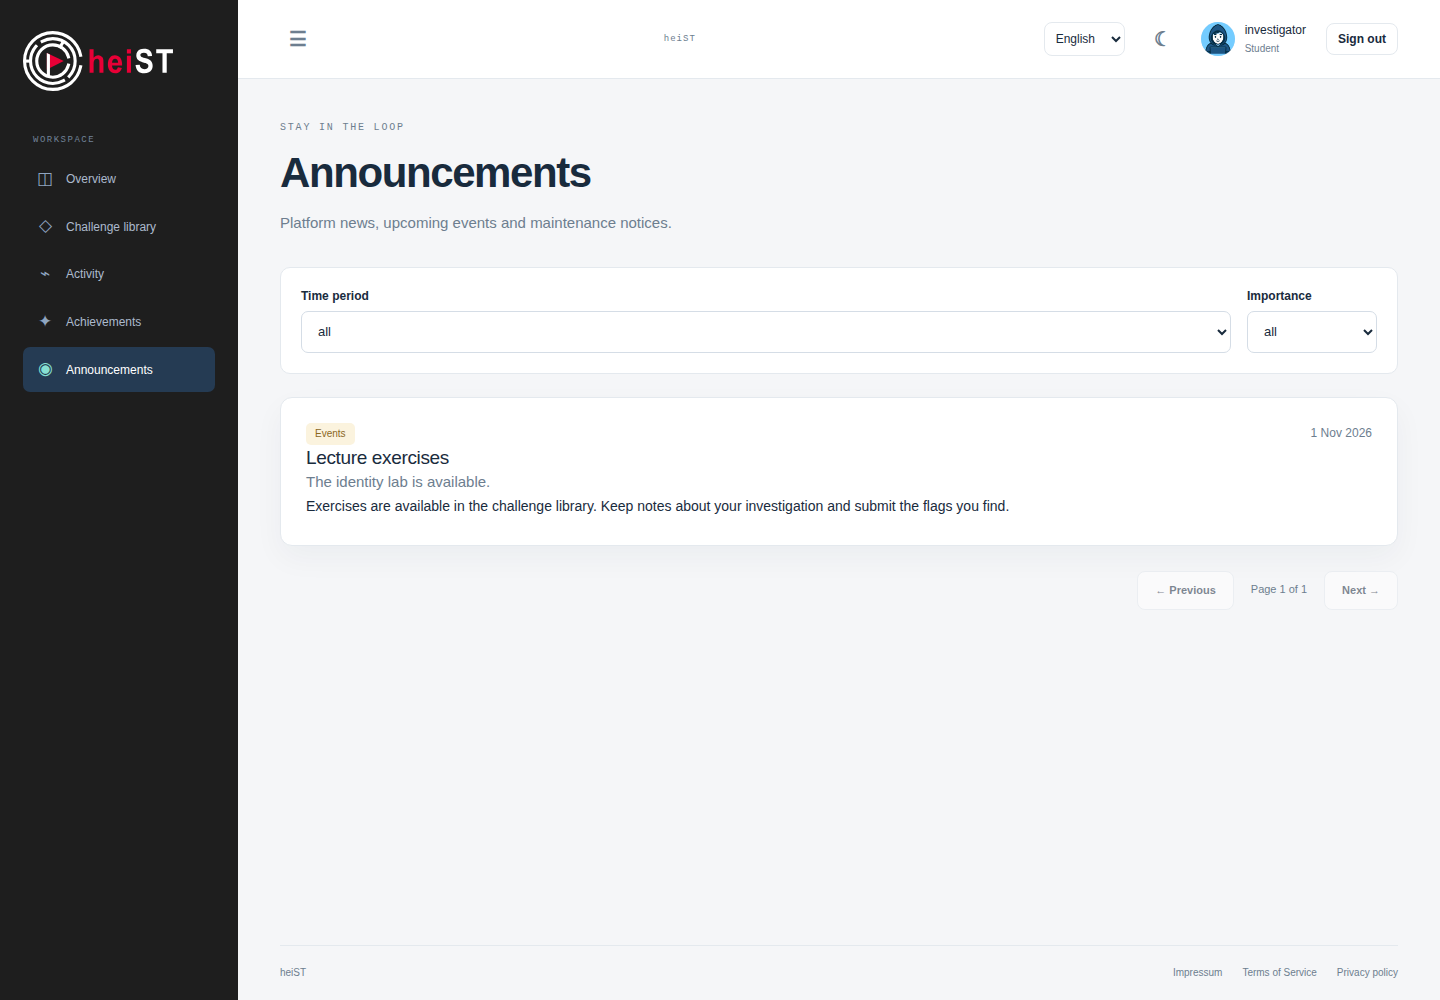 heiST
WORKSPACE
Overview
Challenge library
Activity
Achievements
Announcements
heiST
English
investigator
Student
Sign out
STAY IN THE LOOP
Announcements
Platform news, upcoming events and maintenance notices.
Time period
Importance
all
all
Events
1 Nov 2026
Lecture exercises
The identity lab is available.
Exercises are available in the challenge library. Keep notes about your investigation and submit the flags you find.
← Previous
Page 1 of 1
Next →
heiST
Impressum
Terms of Service
Privacy policy